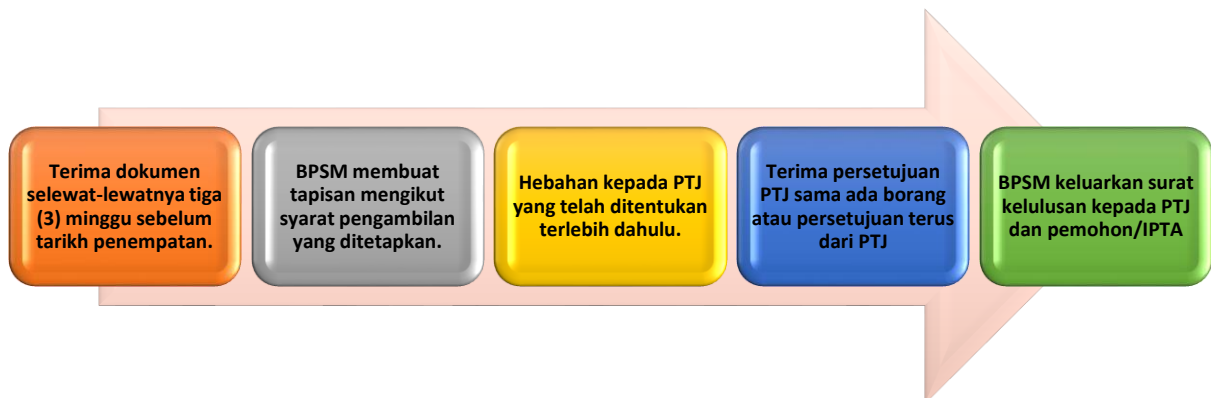 Terima dokumen
selewat-lewatnya tiga
(3) minggu sebelum
tarikh penempatan.
BPSM membuat
tapisan mengikut
syarat pengambilan
yang ditetapkan.
Hebahan kepada PTJ
yang telah ditentukan
terlebih dahulu.
Terima persetujuan
PTJ sama ada borang
atau persetujuan terus
dari PTJ
BPSM keluarkan surat
kelulusan kepada PTJ
dan pemohon/IPTA